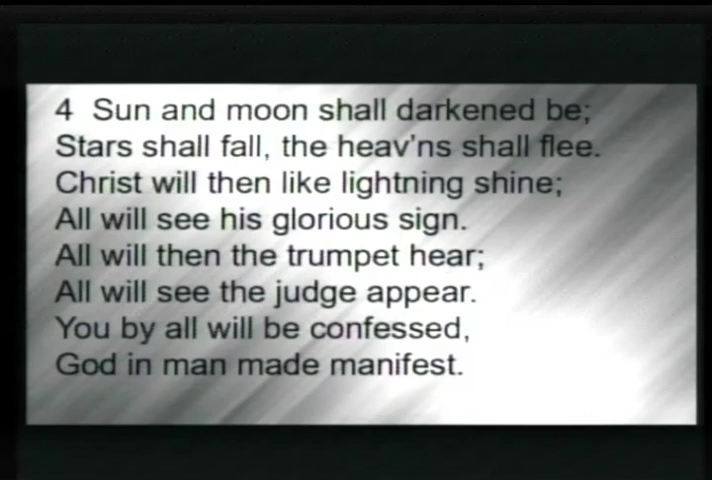 4 Sun and moon shall darkened be;
Stars shall fall, the heav'ns shall flee.
Christ will then like lightning shine;
All will see his glorious sign.
All will then the trumpet hear;
All will see the judge appear.
You by all will be confessed,
God in man made manifest.